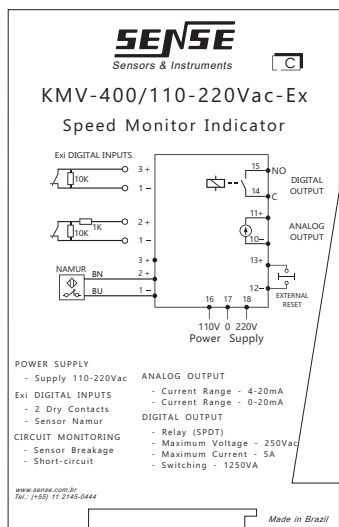 SENSE
Sensors & Instruments
C
KMV-400/110-220Vac-Ex
Speed Monitor Indicator
Exi DIGITAL INPUTS
3 +
10K
1 -
15
NO
14
C
DIGITAL
OUTPUT
1K
2 +
10K
1 -
11+
10-
ANALOG
OUTPUT
3 +
NAMUR
BN
2 +
BU
1 -
13+
12-
EXTERNAL
RESET
16 17 18
110V 0 220V
Power Supply
POWER SUPPLY
- Supply 110-220Vac
Exi DIGITAL INPUTS
- 2 Dry Contacts
- Sensor Namur
CIRCUIT MONITORING
- Sensor Breakage
- Short-circuit
ANALOG OUTPUT
- Current Range - 4-20mA
- Current Range - 0-20mA
DIGITAL OUTPUT
- Relay (SPDT)
- Maximum Voltage - 250Vac
- Maximum Current - 5A
- Switching - 1250VA
www.sense.com.br
Tel.: (+55) 11 2145-0444
Made in Brazil